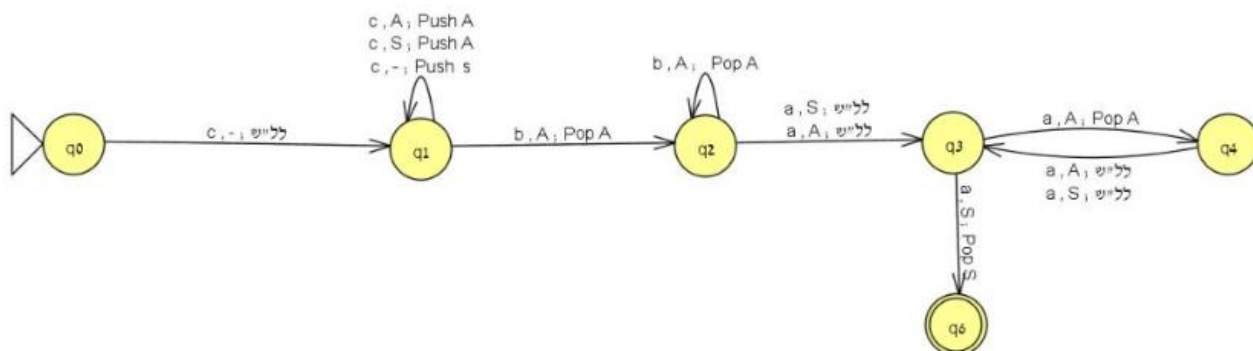 c , A ; Push A
c , S ; Push A
c , - ; Push s
b , A ; Pop A
a , S ; ללי"ש
a , A ; ללי"ש
a , A ; Pop A
q0
c , - ; ללי"ש
q1
b , A ; Pop A
q2
q3
q4
a , A ; ללי"ש
a , S ; ללי"ש
a , S ; Pop S
q6